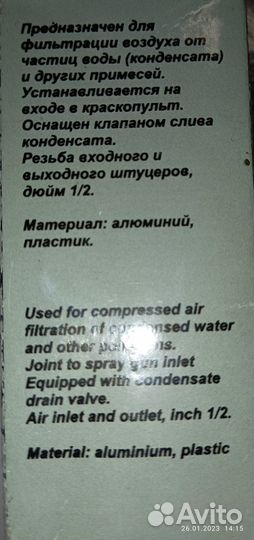 Предназначен для
фильтрации воздуха от
частиц воды (конденсата)
и других примесей.
Устанавливается на
входе в краскопульт.
Оснащен клапаном слива
конденсата.
Резьба входного и
выходного штуцеров,
дюйм 1/2.
Материал: алюминий,
пластик.
Used for compressed air
filtration of condensed water
and other
Joint to spray gun inlet
Equipped with condensate
drain valve.
Air inlet and outlet, inch 1/2.
Material: aluminium, plastic
Avito
26.01.2023 14:15